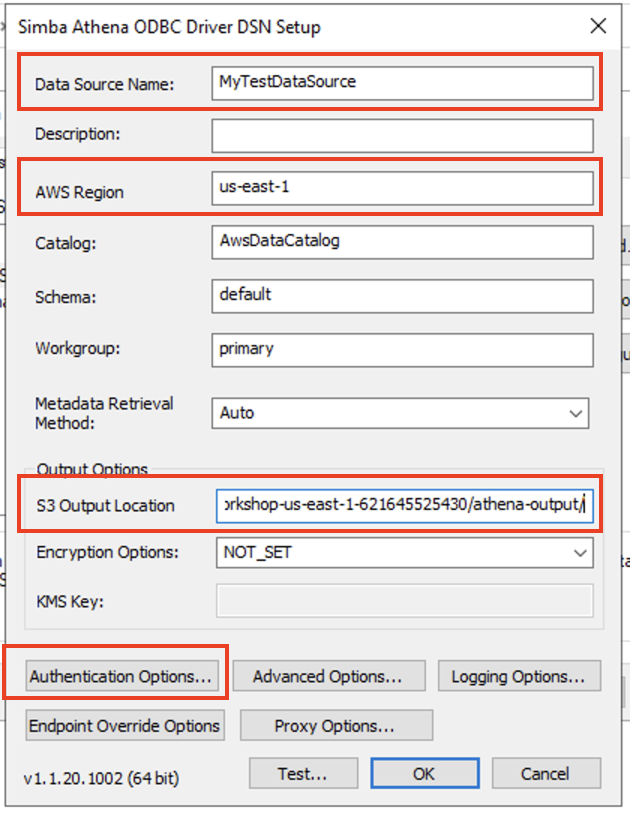 Simba Athena ODBC Driver DSN Setup
Data Source Name: MyTestDataSource
Description:
AWS Region us-east-1
Catalog: AwsDataCatalog
Schema: default
Workgroup: primary
Metadata Retrieval
Method: Auto
Output Options
S3 Output Location orkshop-us-east-1-621645525430/athena-output/
Encryption Options: NOT_SET
KMS Key:
Authentication Options... Advanced Options... Logging Options...
Endpoint Override Options Proxy Options...
v1.1.20.1002 (64 bit) Test... OK Cancel